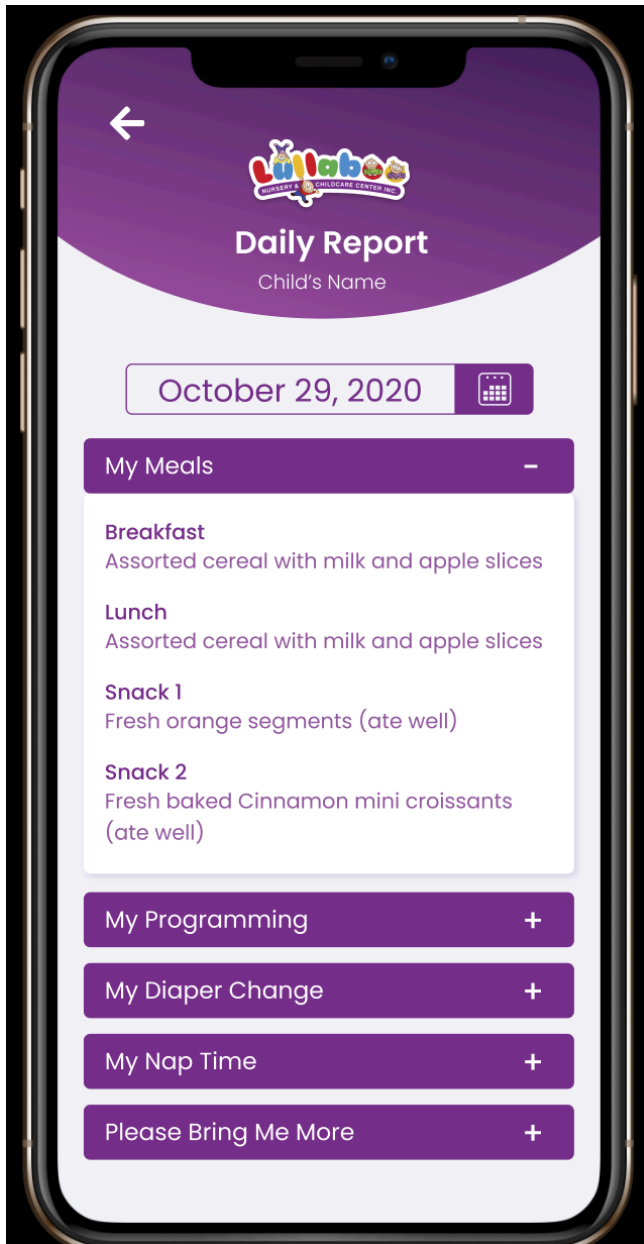 Lullaboo
NURSERY & CHILDCARE CENTER INC.
Daily Report
Child's Name
October 29, 2020
My Meals −
Breakfast
Assorted cereal with milk and apple slices
Lunch
Assorted cereal with milk and apple slices
Snack 1
Fresh orange segments (ate well)
Snack 2
Fresh baked Cinnamon mini croissants
(ate well)
My Programming +
My Diaper Change +
My Nap Time +
Please Bring Me More +